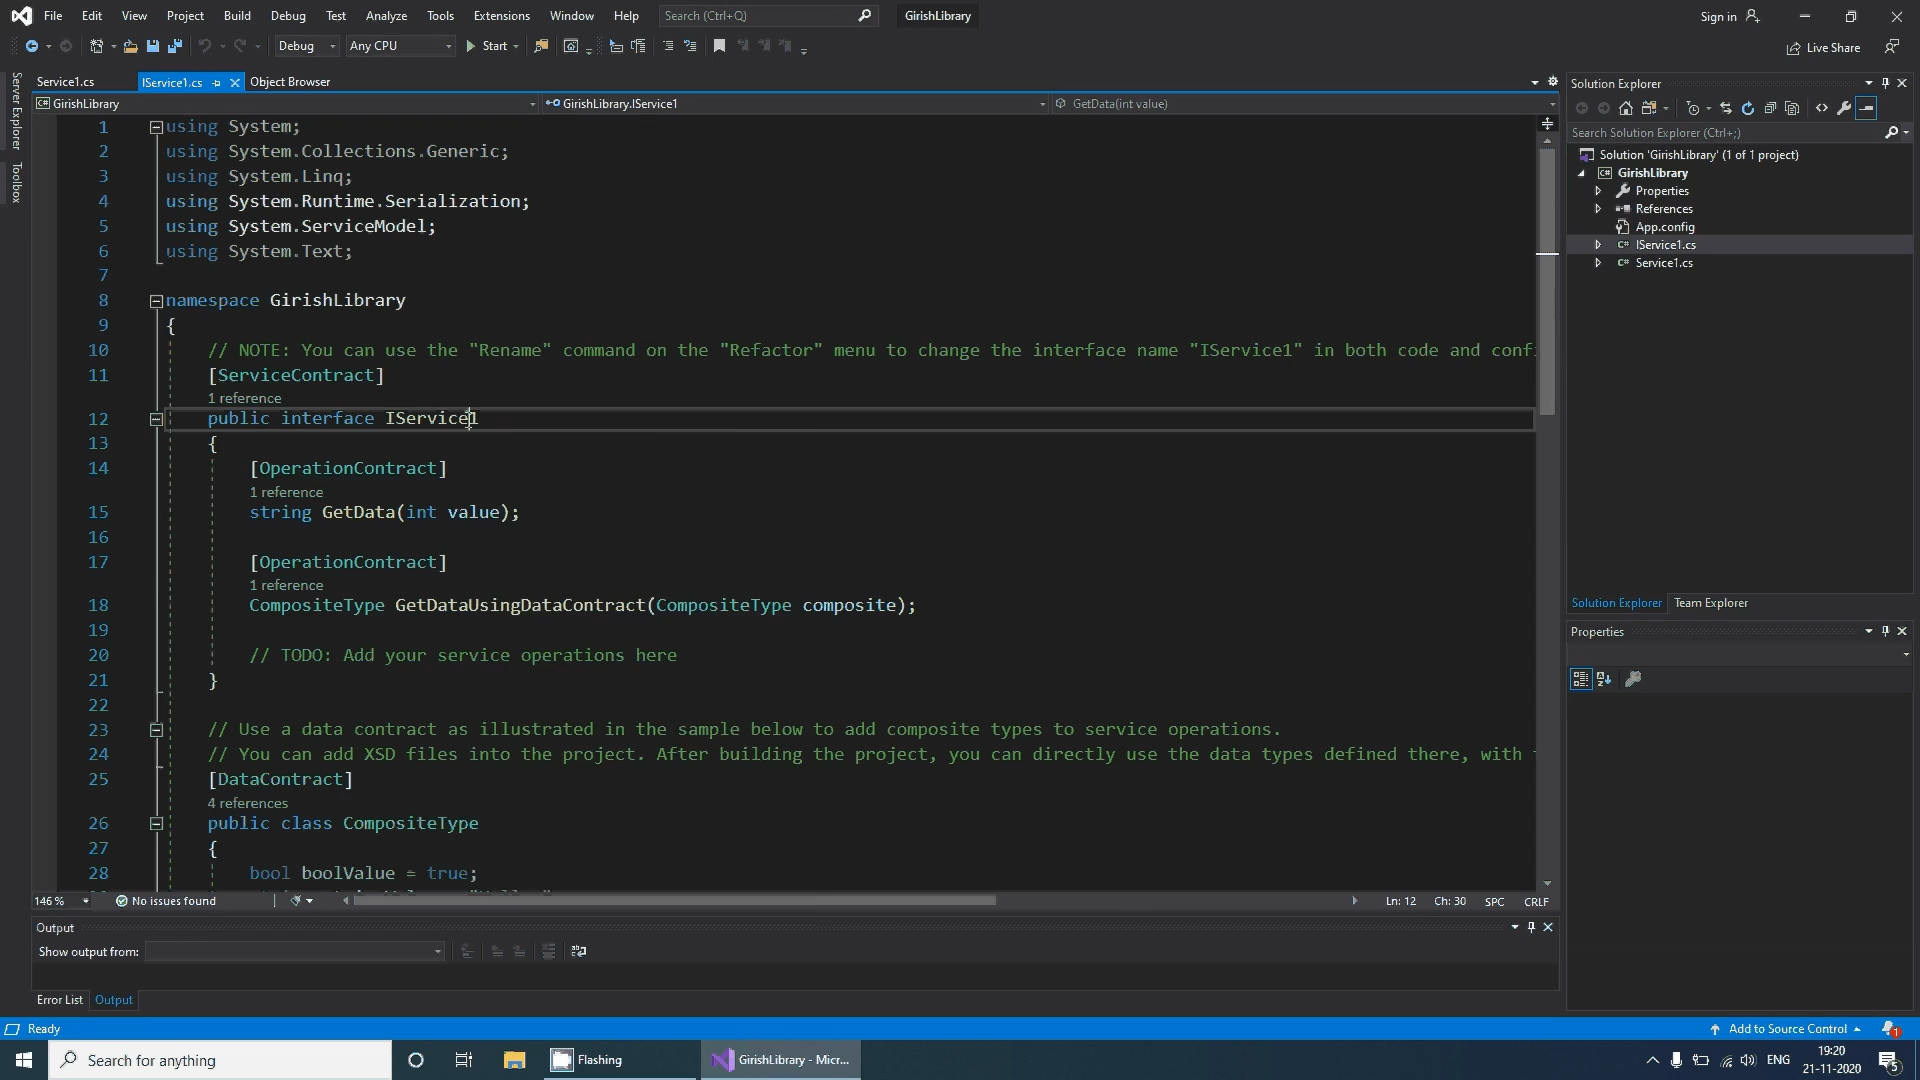 File Edit View Project Build Debug Test Analyze Tools Extensions Window Help Search (Ctrl+Q) GirishLibrary Sign in
Debug Any CPU Start Live Share
Server Explorer
Toolbox
Service1.cs IService1.cs Object Browser
GirishLibrary GirishLibrary.IService1 GetData(int value)
1 using System;
2 using System.Collections.Generic;
3 using System.Linq;
4 using System.Runtime.Serialization;
5 using System.ServiceModel;
6 using System.Text;
7
8 namespace GirishLibrary
9 {
10 // NOTE: You can use the "Rename" command on the "Refactor" menu to change the interface name "IService1" in both code and conf
11 [ServiceContract]
1 reference
12 public interface IService1
13 {
14 [OperationContract]
1 reference
15 string GetData(int value);
16
17 [OperationContract]
1 reference
18 CompositeType GetDataUsingDataContract(CompositeType composite);
19
20 // TODO: Add your service operations here
21 }
22
23 // Use a data contract as illustrated in the sample below to add composite types to service operations.
24 // You can add XSD files into the project. After building the project, you can directly use the data types defined there, with
25 [DataContract]
4 references
26 public class CompositeType
27 {
28 bool boolValue = true;
146 % No issues found Ln: 12 Ch: 30 SPC CRLF
Output
Show output from:
Error List Output
Solution Explorer
Search Solution Explorer (Ctrl+;)
Solution 'GirishLibrary' (1 of 1 project)
GirishLibrary
Properties
References
App.config
IService1.cs
Service1.cs
Solution Explorer Team Explorer
Properties
Ready Add to Source Control 1
Search for anything Flashing GirishLibrary - Micr... ENG 19:20
21-11-2020 5